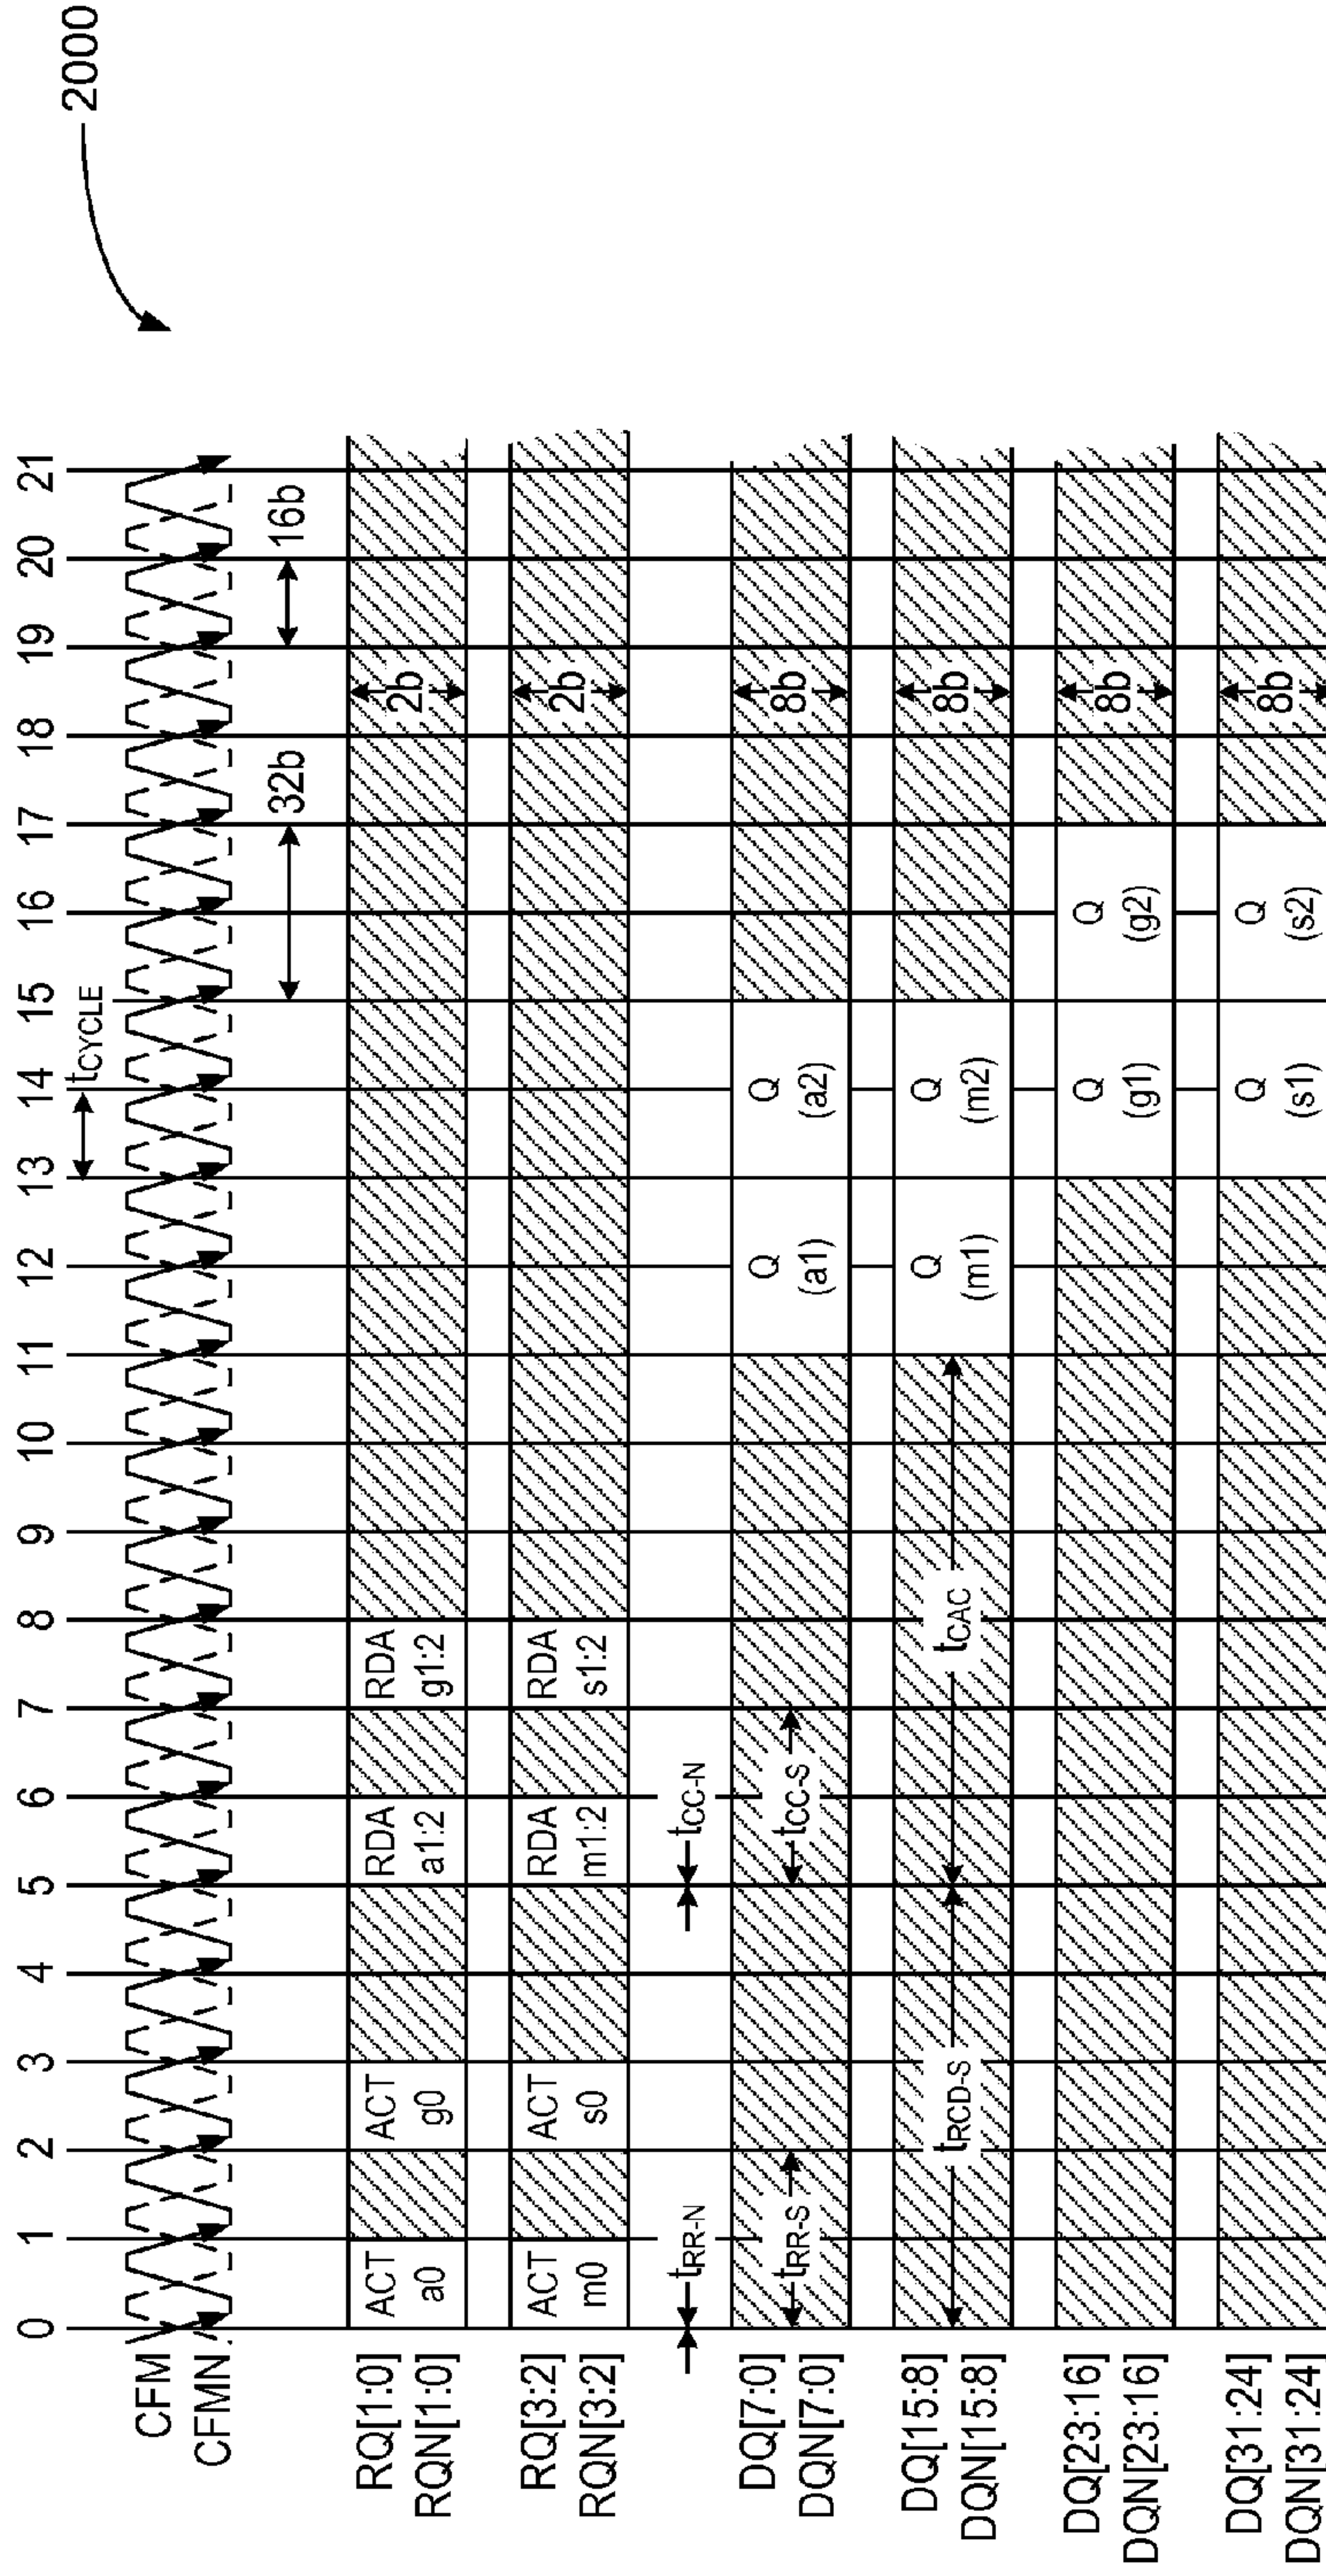 2000
0 1 2 3 4 5 6 7 8 9 10 11 12 13 14 15 16 17 18 19 20 21
tCYCLE
CFM
CFMN
32b 16b
RQ[1:0]
RQN[1:0]
ACT ACT RDA RDA 2b
a0 g0 a1:2 g1:2
RQ[3:2]
RQN[3:2]
ACT ACT RDA RDA 2b
m0 s0 m1:2 s1:2
tRR-N tCC-N
DQ[7:0]
DQN[7:0]
tRR-S tCC-S Q Q 8b
(a1) (a2)
DQ[15:8]
DQN[15:8]
tRCD-S tCAC Q Q 8b
(m1) (m2)
DQ[23:16]
DQN[23:16]
Q Q 8b
(g1) (g2)
DQ[31:24]
DQN[31:24]
Q Q 8b
(s1) (s2)